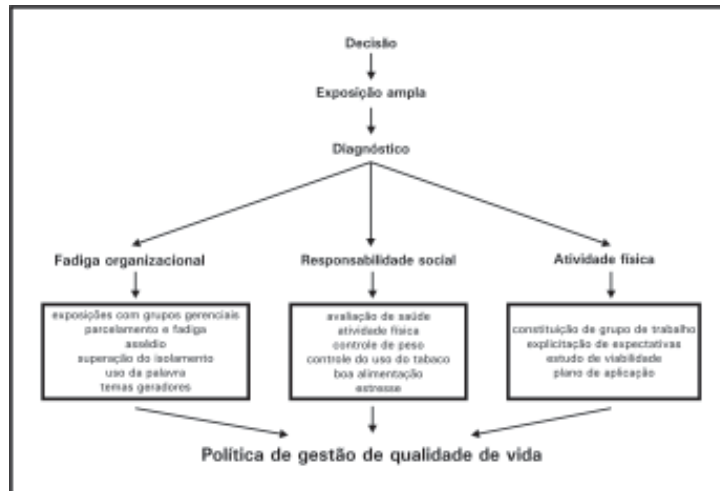 Decisão
Exposição ampla
Diagnóstico
Fadiga organizacional
exposições com grupos gerenciais
parcelamento e fadiga
assédio
superação do isolamento
uso da palavra
temas geradores
Responsabilidade social
avaliação de saúde
atividade física
controle de peso
controle do uso do tabaco
boa alimentação
estresse
Atividade física
constituição de grupo de trabalho
explicitação de expectativas
estudo de viabilidade
plano de aplicação
Política de gestão de qualidade de vida